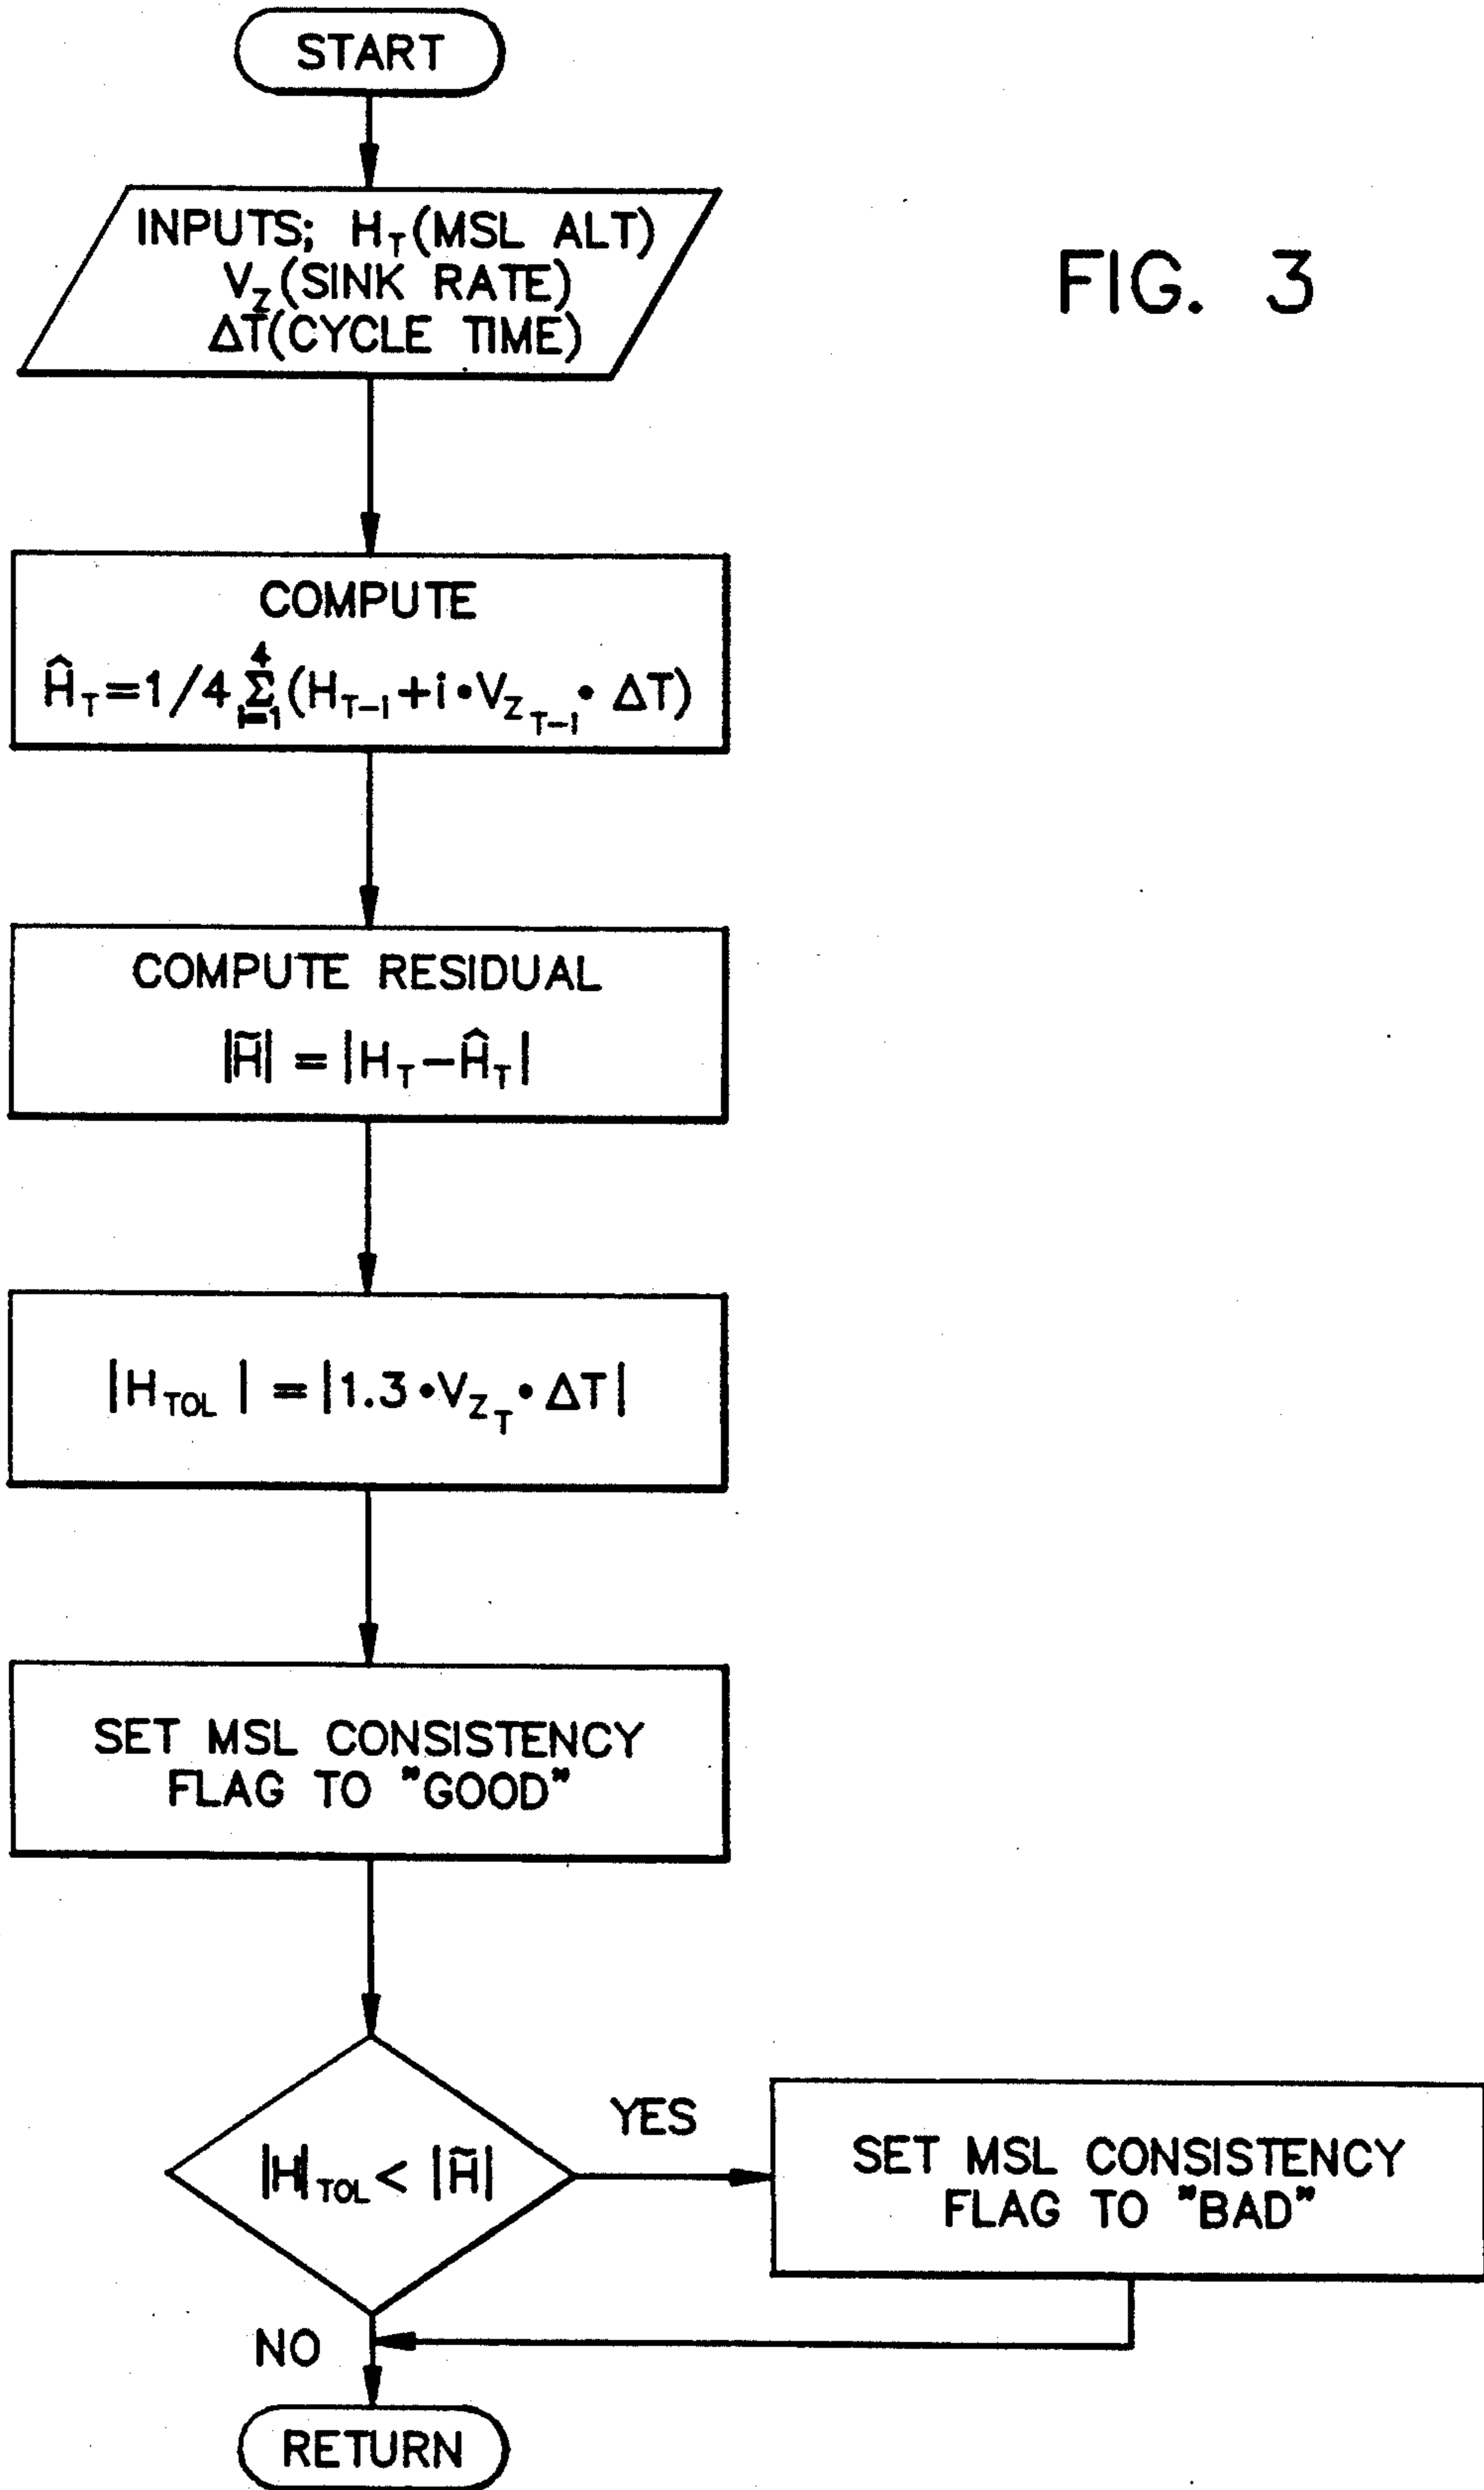 START
INPUTS; H_T(MSL ALT)
V_Z(SINK RATE)
ΔT(CYCLE TIME)
FIG. 3
COMPUTE
Ĥ_T=1/4 Σ_{i=1}^{4}(H_{T-i}+i•V_{Z_{T-i}}•ΔT)
COMPUTE RESIDUAL
|H̃| = |H_T-Ĥ_T|
|H_TOL| = |1.3•V_{Z_T}•ΔT|
SET MSL CONSISTENCY
FLAG TO "GOOD"
|H|_TOL < |H̃|
YES
SET MSL CONSISTENCY
FLAG TO "BAD"
NO
RETURN